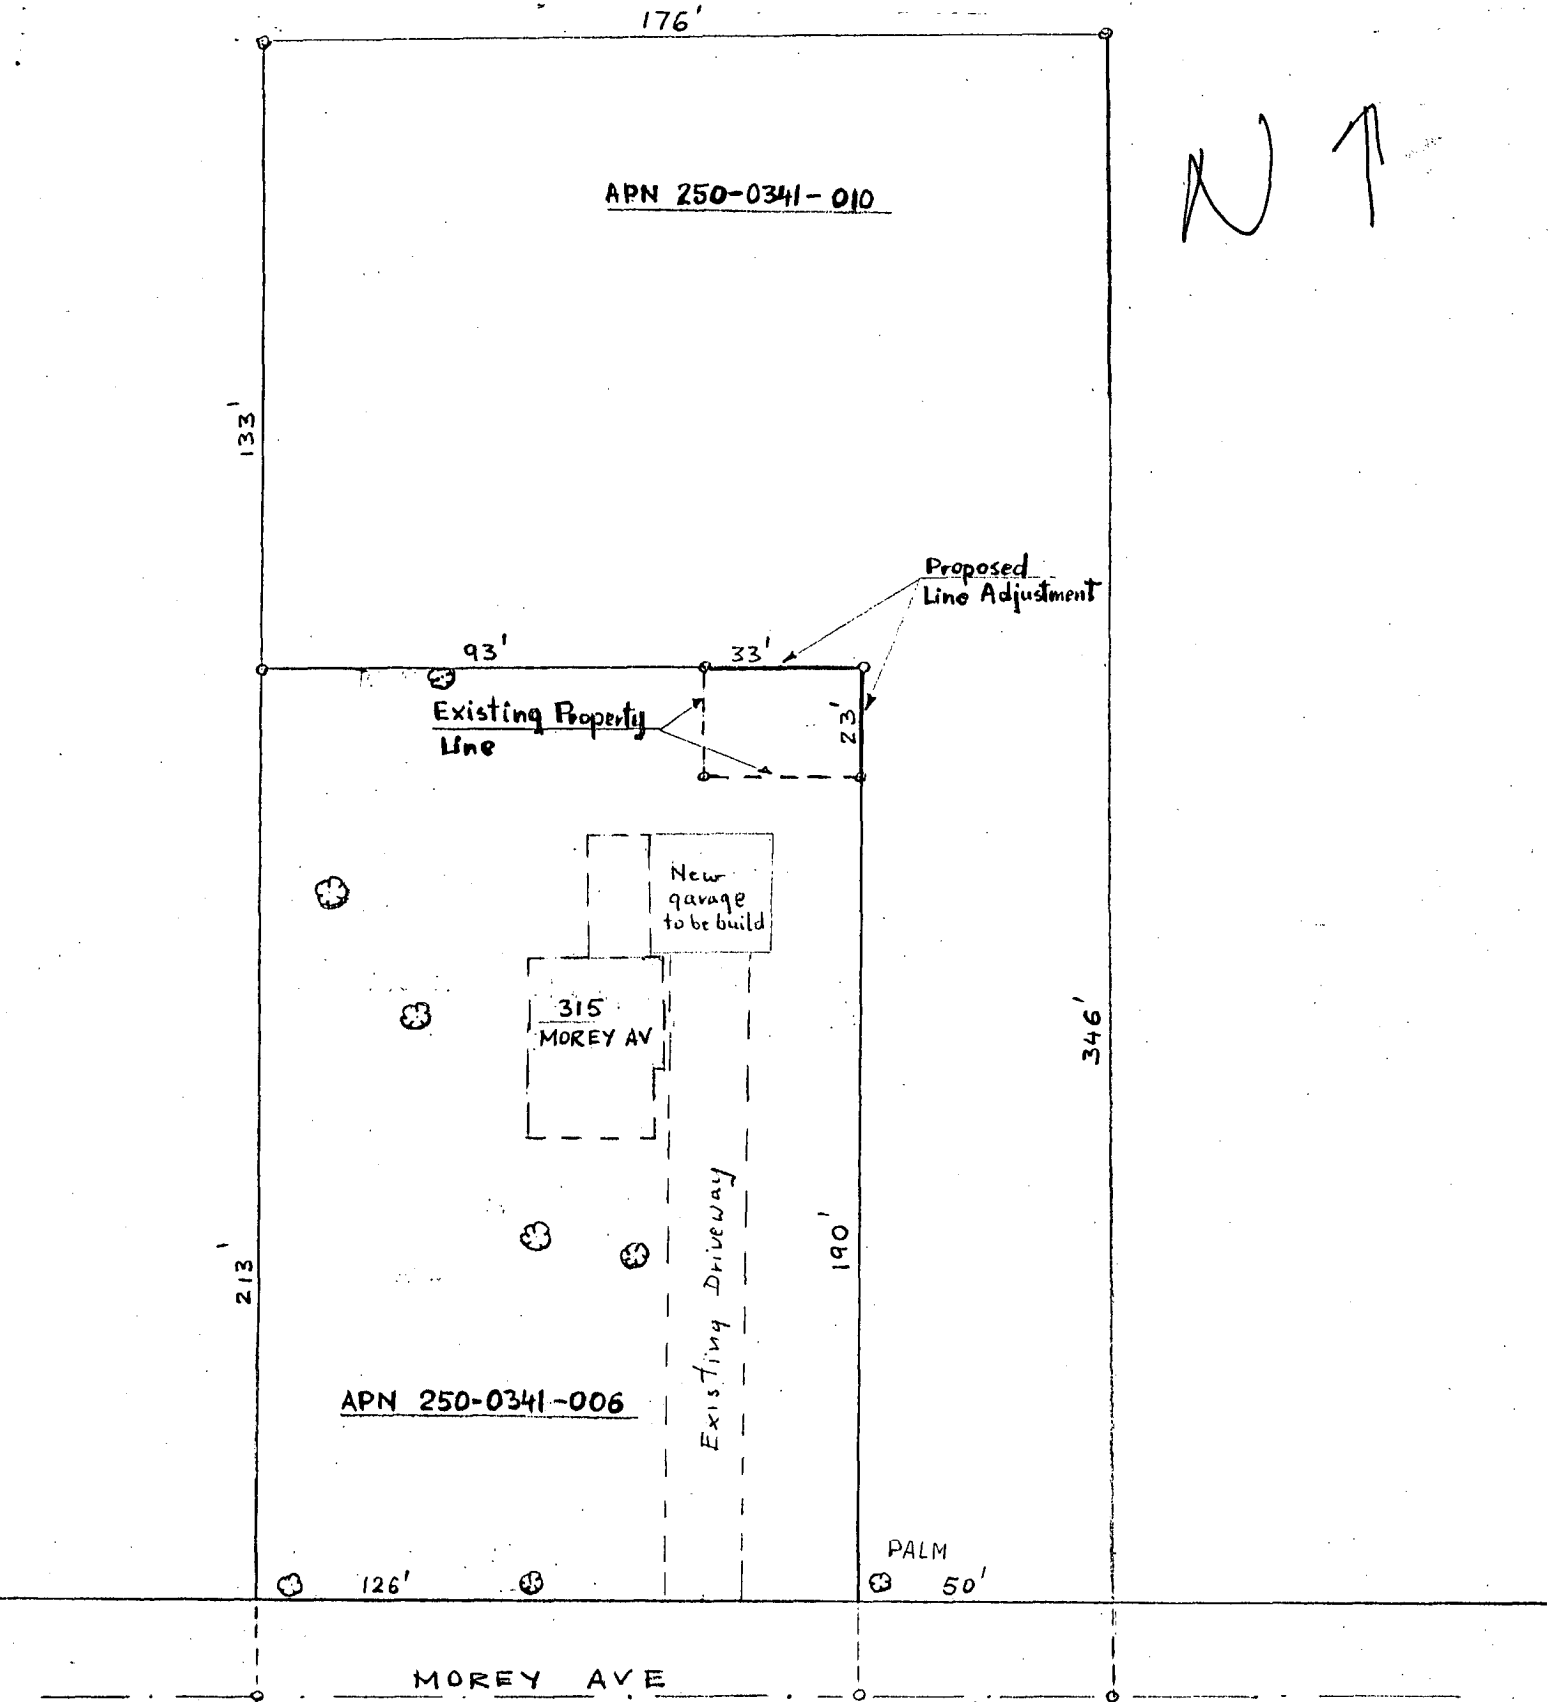 176'
N
APN 250-0341-010
133'
Proposed
Line Adjustment
93'
33'
Existing Property
Line
23'
New
garage
to be build
315
MOREY AV
346'
Existing Driveway
190'
213'
APN 250-0341-006
PALM
126'
50'
MOREY AVE